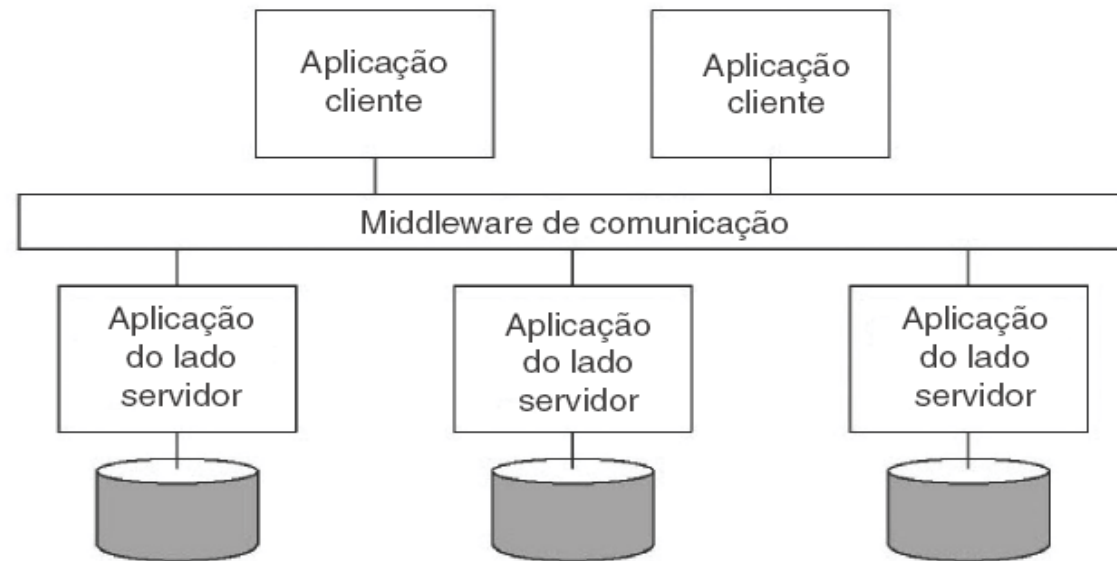 Aplicação
cliente
Aplicação
cliente
Middleware de comunicação
Aplicação
do lado
servidor
Aplicação
do lado
servidor
Aplicação
do lado
servidor